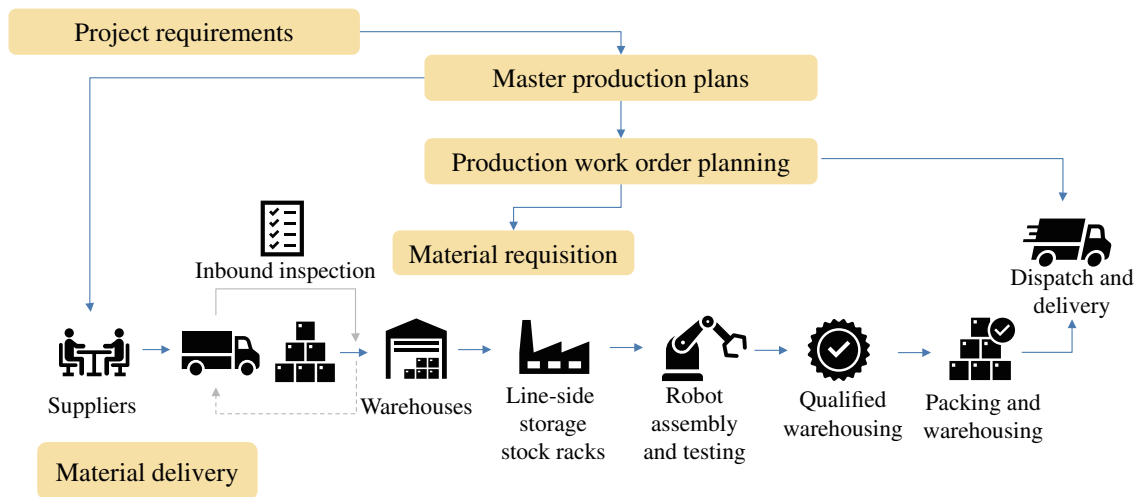 Project requirements
Master production plans
Production work order planning
Material requisition
Inbound inspection
Dispatch and
delivery
Suppliers
Warehouses
Line-side
storage
stock racks
Robot
assembly
and testing
Qualified
warehousing
Packing and
warehousing
Material delivery